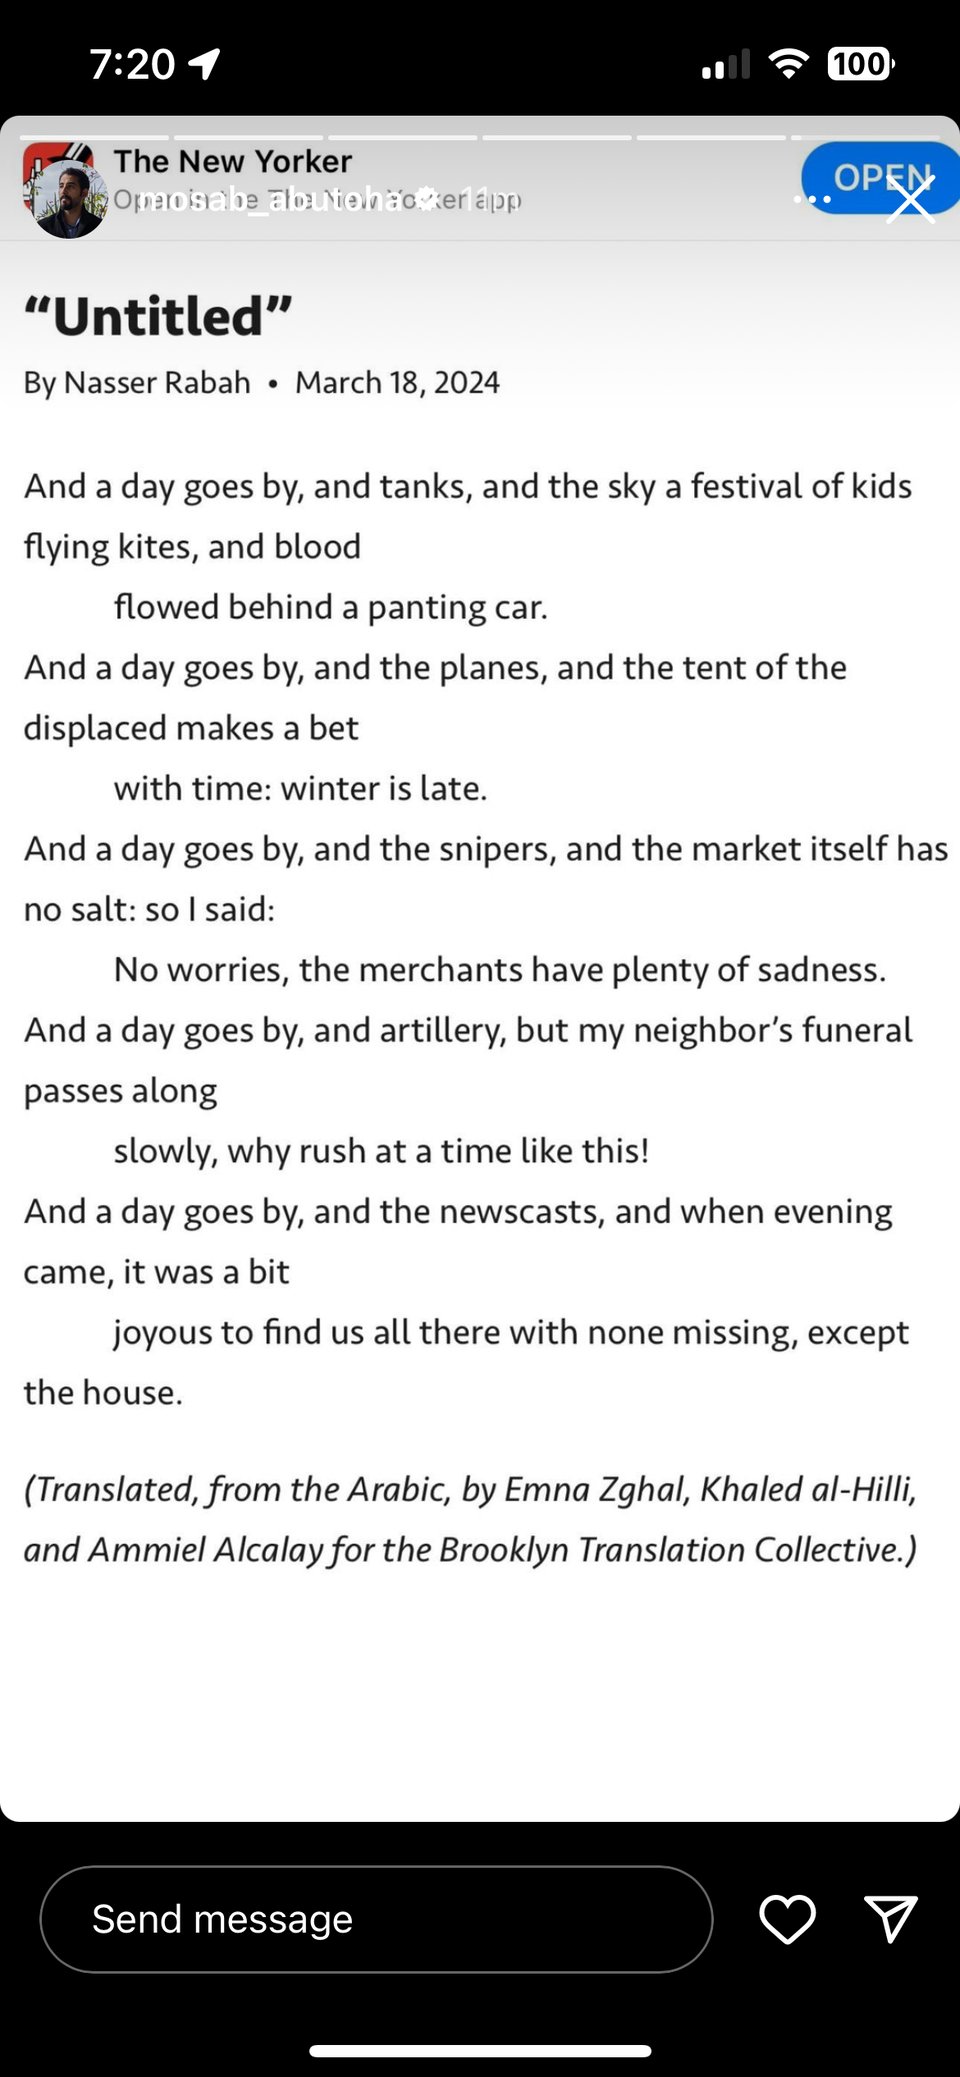 7:20
100
The New Yorker
OPEN
mosab_abutoha 11m
Open in the The New Yorker app
“Untitled”
By Nasser Rabah • March 18, 2024
And a day goes by, and tanks, and the sky a festival of kids
flying kites, and blood
flowed behind a panting car.
And a day goes by, and the planes, and the tent of the
displaced makes a bet
with time: winter is late.
And a day goes by, and the snipers, and the market itself has
no salt: so I said:
No worries, the merchants have plenty of sadness.
And a day goes by, and artillery, but my neighbor’s funeral
passes along
slowly, why rush at a time like this!
And a day goes by, and the newscasts, and when evening
came, it was a bit
joyous to find us all there with none missing, except
the house.
(Translated, from the Arabic, by Emna Zghal, Khaled al-Hilli,
and Ammiel Alcalay for the Brooklyn Translation Collective.)
Send message